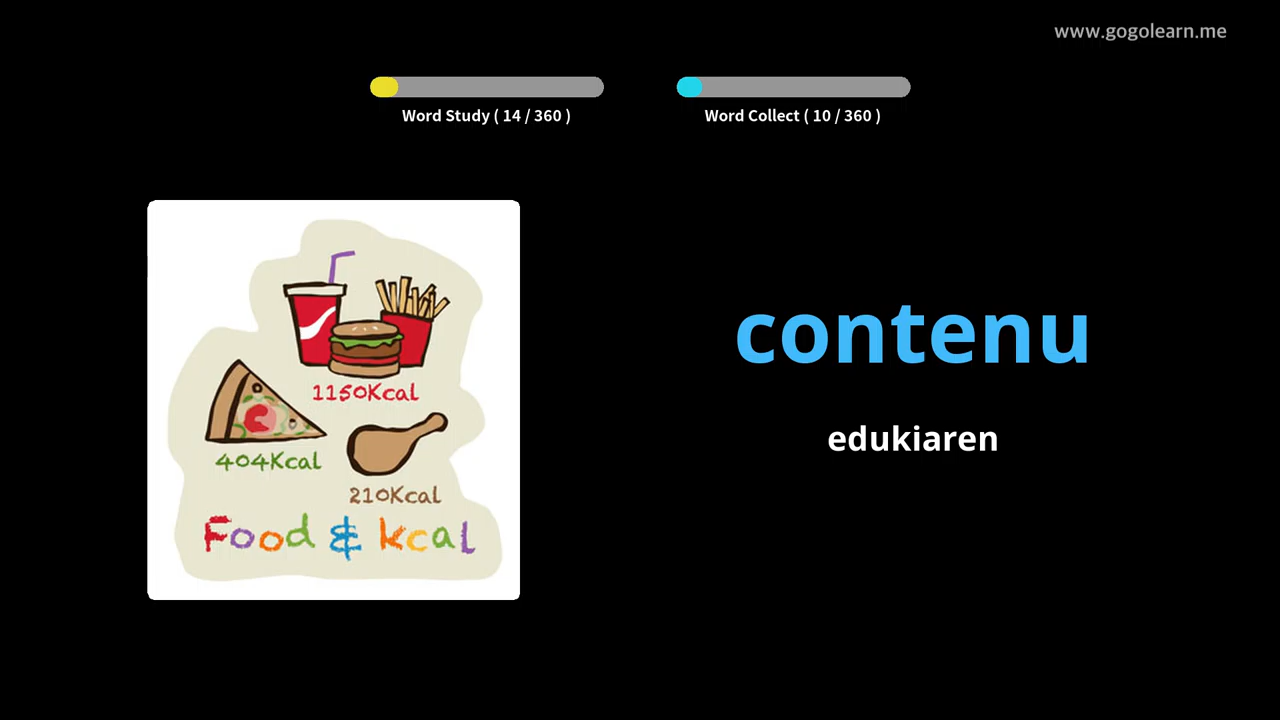 www.gogolearn.me
Word Study ( 14 / 360 )
Word Collect ( 10 / 360 )
1150Kcal
404Kcal
210Kcal
Food & kcal
contenu
edukiaren